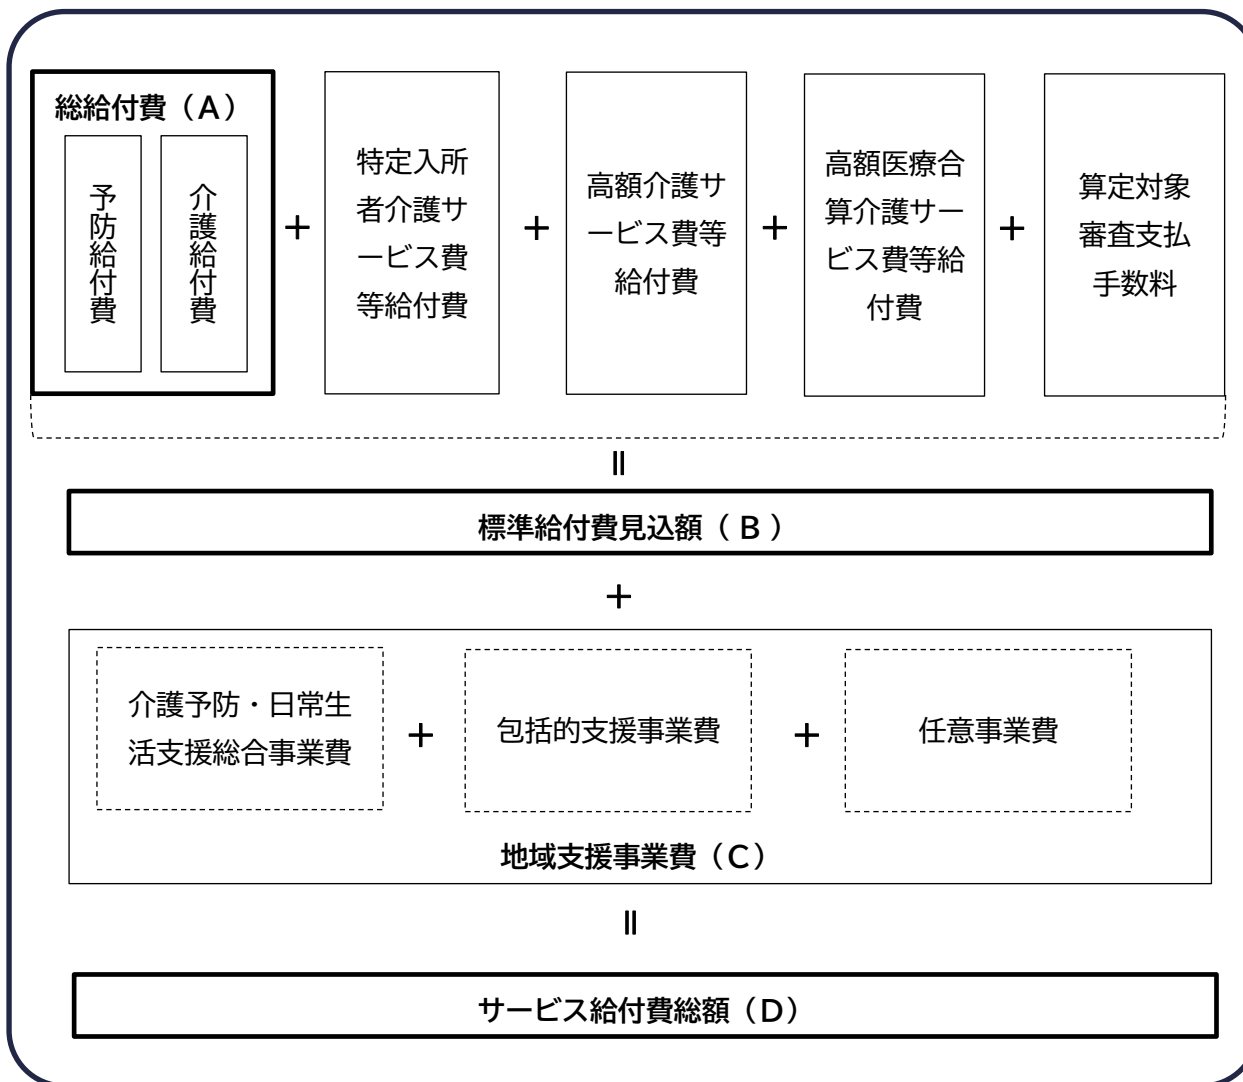 総給付費（A）
予防給付費
介護給付費
＋
特定入所
者介護サ
ービス費
等給付費
＋
高額介護サ
ービス費等
給付費
＋
高額医療合
算介護サー
ビス費等給
付費
＋
算定対象
審査支払
手数料
＝
標準給付費見込額（ B ）
＋
介護予防・日常生
活支援総合事業費
＋
包括的支援事業費
＋
任意事業費
地域支援事業費（C）
＝
サービス給付費総額（D）